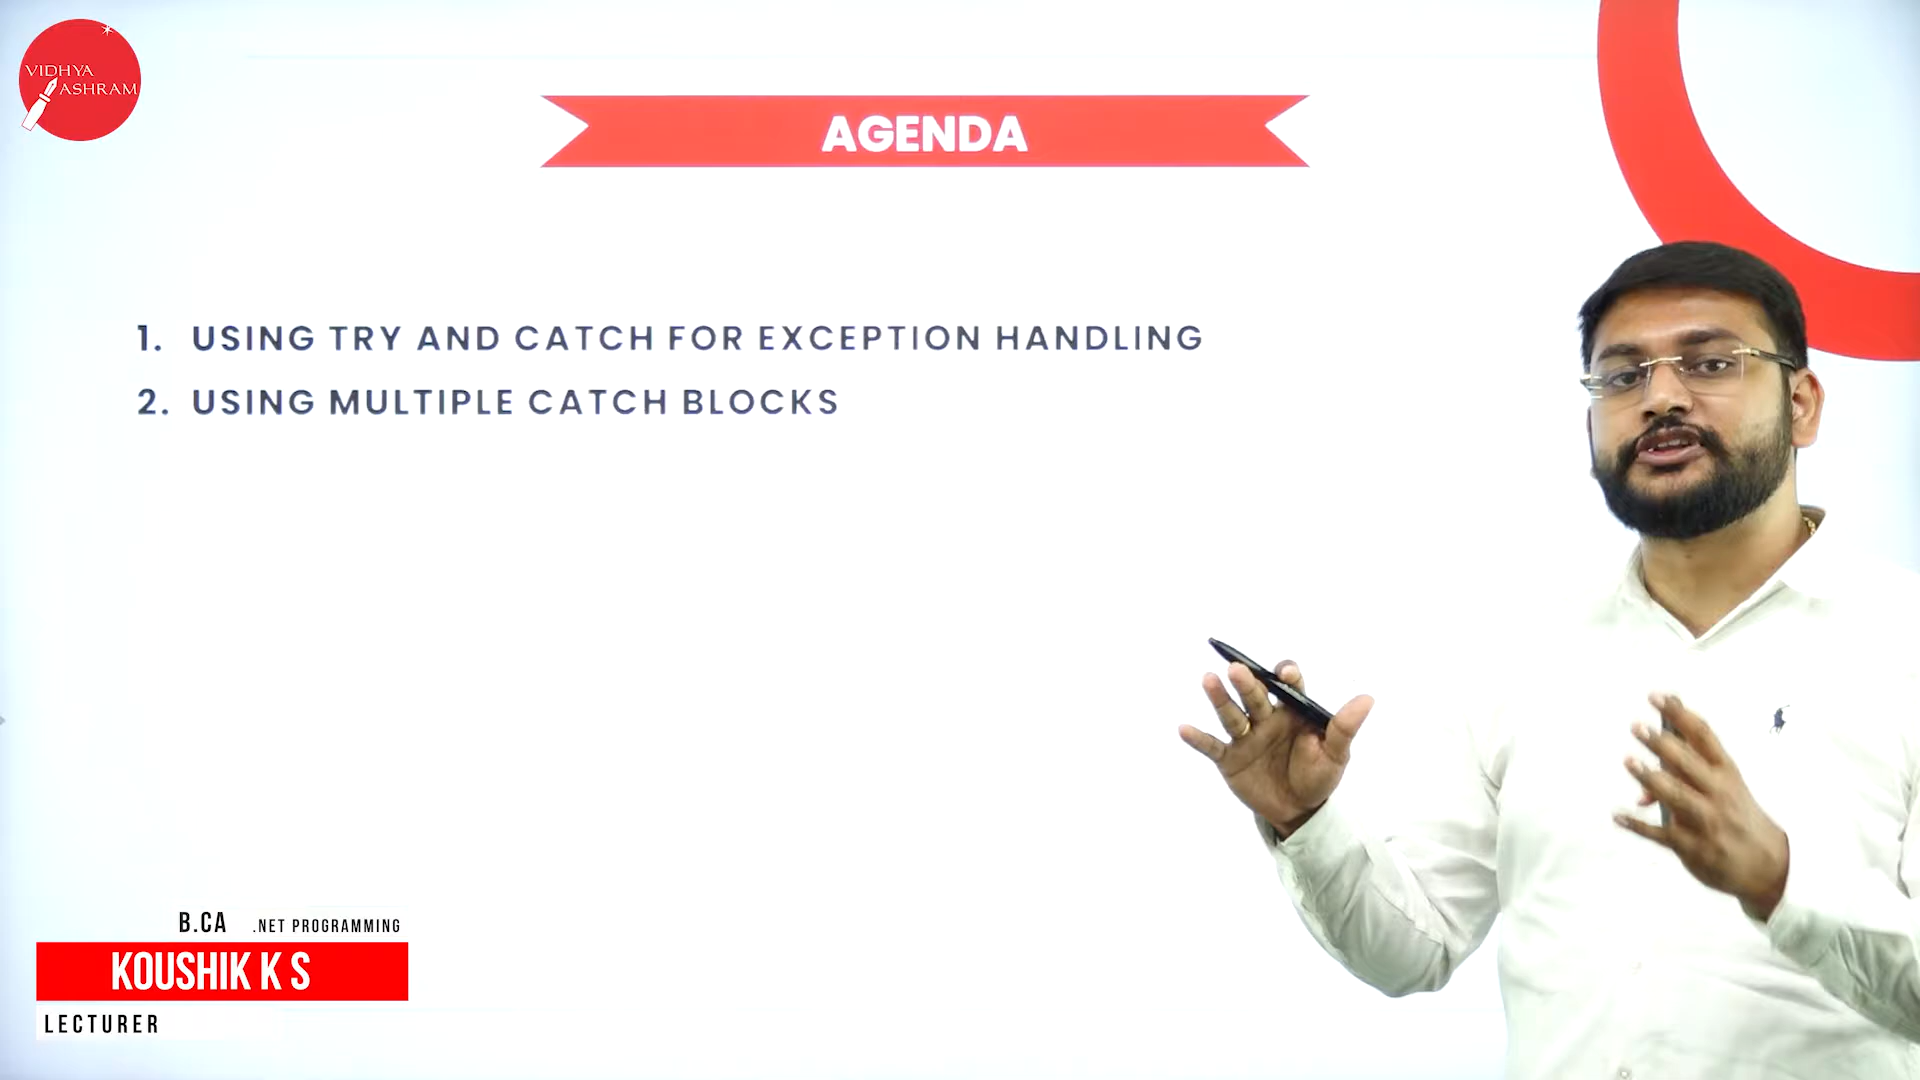 VIDHYA
ASHRAM
AGENDA
1. USING TRY AND CATCH FOR EXCEPTION HANDLING
2. USING MULTIPLE CATCH BLOCKS
B.CA .NET PROGRAMMING
KOUSHIK K S
LECTURER